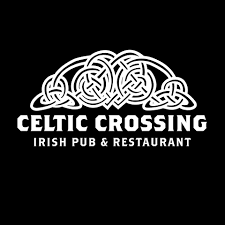 CELTIC CROSSING
IRISH PUB & RESTAURANT